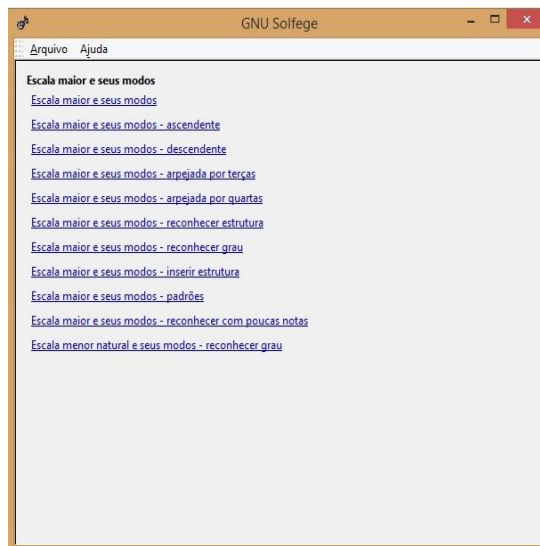 GNU Solfege
Arquivo Ajuda
Escala maior e seus modos
Escala maior e seus modos
Escala maior e seus modos - ascendente
Escala maior e seus modos - descendente
Escala maior e seus modos - arpejada por terças
Escala maior e seus modos - arpejada por quartas
Escala maior e seus modos - reconhecer estrutura
Escala maior e seus modos - reconhecer grau
Escala maior e seus modos - inserir estrutura
Escala maior e seus modos - padrões
Escala maior e seus modos - reconhecer com poucas notas
Escala menor natural e seus modos - reconhecer grau